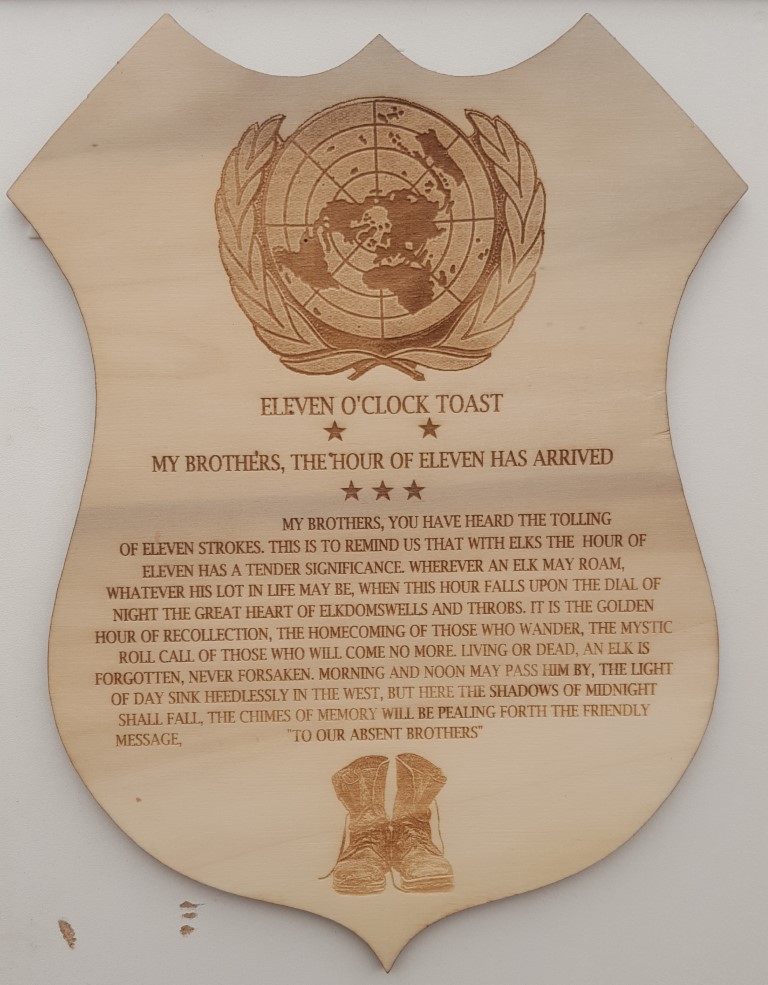 ELEVEN O'CLOCK TOAST
MY BROTHERS, THE HOUR OF ELEVEN HAS ARRIVED
MY BROTHERS, YOU HAVE HEARD THE TOLLING
OF ELEVEN STROKES. THIS IS TO REMIND US THAT WITH ELKS THE HOUR OF
ELEVEN HAS A TENDER SIGNIFICANCE. WHEREVER AN ELK MAY ROAM,
WHATEVER HIS LOT IN LIFE MAY BE, WHEN THIS HOUR FALLS UPON THE DIAL OF
NIGHT THE GREAT HEART OF ELKDOMSWELLS AND THROBS. IT IS THE GOLDEN
HOUR OF RECOLLECTION, THE HOMECOMING OF THOSE WHO WANDER, THE MYSTIC
ROLL CALL OF THOSE WHO WILL COME NO MORE. LIVING OR DEAD, AN ELK IS
FORGOTTEN, NEVER FORSAKEN. MORNING AND NOON MAY PASS HIM BY, THE LIGHT
OF DAY SINK HEEDLESSLY IN THE WEST, BUT HERE THE SHADOWS OF MIDNIGHT
SHALL FALL, THE CHIMES OF MEMORY WILL BE PEALING FORTH THE FRIENDLY
MESSAGE, "TO OUR ABSENT BROTHERS"